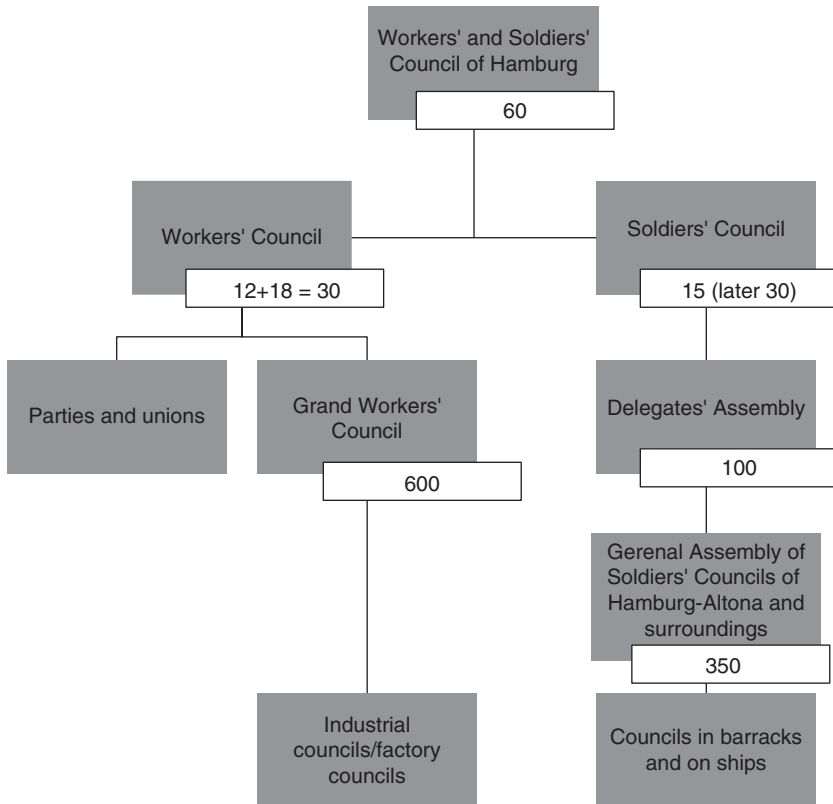 Workers' and Soldiers'
Council of Hamburg
60
Workers' Council
12+18 = 30
Soldiers' Council
15 (later 30)
Parties and unions
Grand Workers'
Council
600
Delegates' Assembly
100
Gerenal Assembly of
Soldiers' Councils of
Hamburg-Altona and
surroundings
350
Industrial
councils/factory
councils
Councils in barracks
and on ships